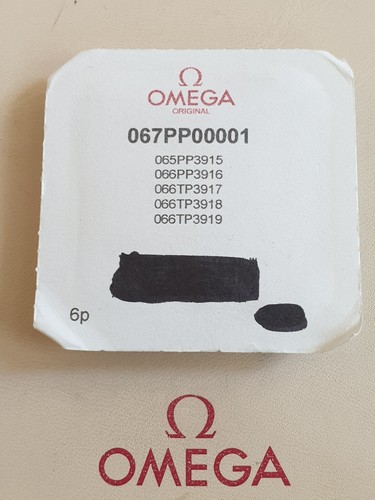 Ω
OMEGA
ORIGINAL
067PP00001
065PP3915
066PP3916
066TP3917
066TP3918
066TP3919
6p
Ω
OMEGA